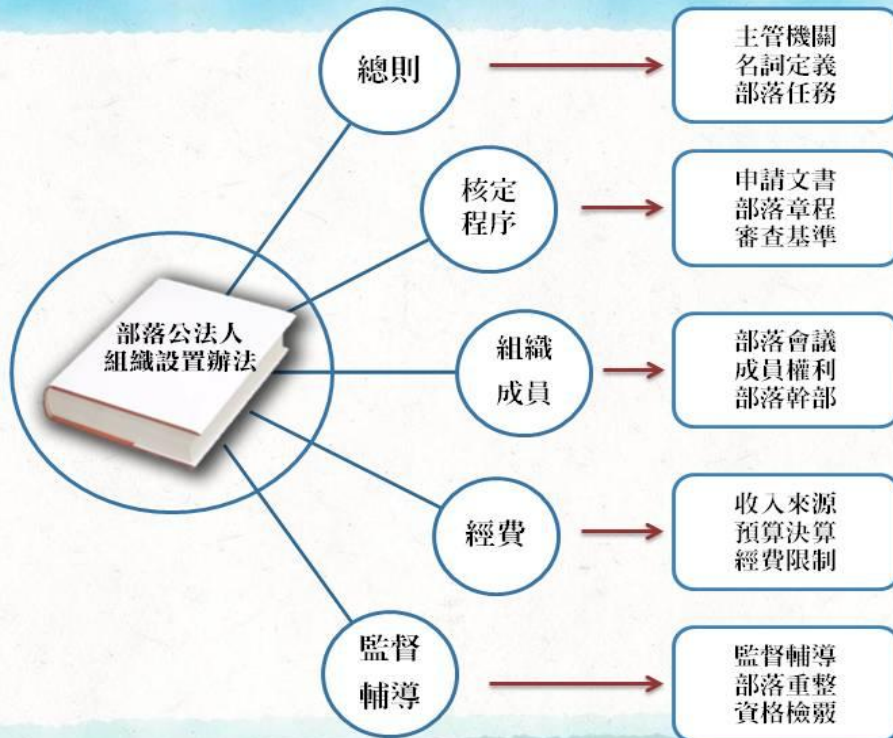 總則
主管機關
名詞定義
部落任務
核定
程序
申請文書
部落章程
審查基準
部落公法人
組織設置辦法
組織
成員
部落會議
成員權利
部落幹部
經費
收入來源
預算決算
經費限制
監督
輔導
監督輔導
部落重整
資格檢覈